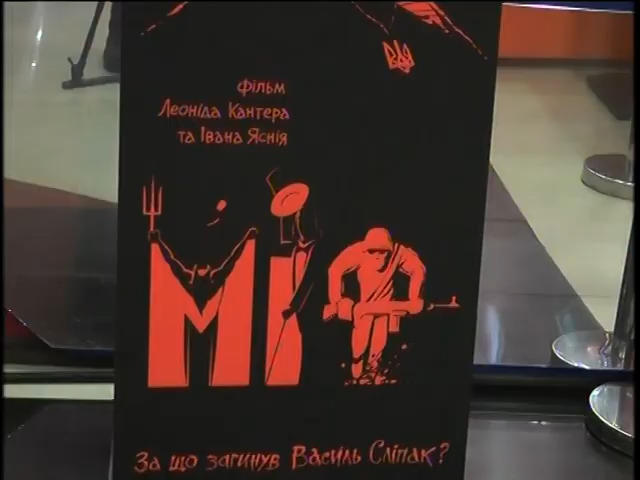 фільм
Леоніда Кантера
та Івана Яснія
МІФ
За що загинув Василь Сліпак?